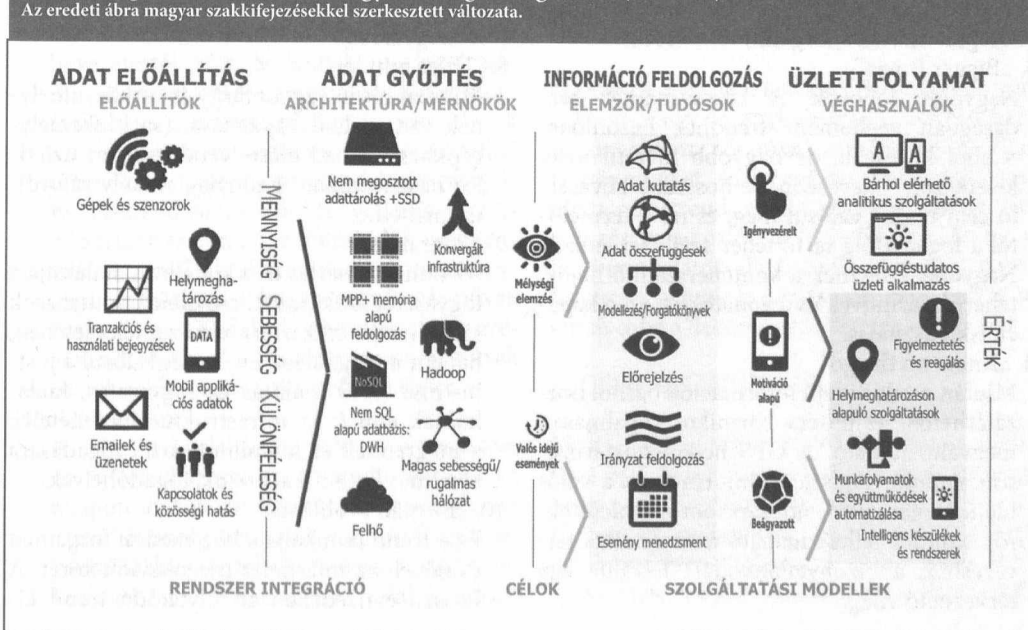 Az eredeti ábra magyar szakkifejezésekkel szerkesztett változata.
ADAT ELŐÁLLÍTÁS
ELŐÁLLÍTÓK
Gépek és szenzorok
Helymegha-
tározás
Tranzakciós és
használati bejegyzések
DATA
Mobil appliká-
ciós adatok
Emailek és
üzenetek
Kapcsolatok és
közösségi hatás
MENNYISÉG SEBESSÉG KÜLÖNFÉLESÉG
ADAT GYŰJTÉS
ARCHITEKTÚRA/MÉRNÖKÖK
Nem megosztott
adattárolás +SSD
Konvergált
infrastruktúra
MPP+ memória
alapú
feldolgozás
Hadoop
NoSQL
Nem SQL
alapú adatbázis
DWH
Magas sebességű/
rugalmas
hálózat
Felhő
Mélységi
elemzés
Valós idejű
események
INFORMÁCIÓ FELDOLGOZÁS
ELEMZŐK/TUDÓSOK
Adat kutatás
Adat összefüggések
Modellezés/Forgatókönyvek
Előrejelzés
Irányzat feldolgozás
Esemény menedzsment
Igényvezérelt
Motiváció
alapú
Beágyazott
ÜZLETI FOLYAMAT
VÉGHASZNÁLÓK
A A
Bárhol elérhető
analitikus szolgáltatások
Összefüggéstudatos
üzleti alkalmazás
Figyelmeztetés
és reagálás
Helymeghatározáson
alapuló szolgáltatások
Munkafolyamatok
és együttműködések
automatizálása
Intelligens készülékek
és rendszerek
ÉRTÉK
RENDSZER INTEGRÁCIÓ
CÉLOK
SZOLGÁLTATÁSI MODELLEK